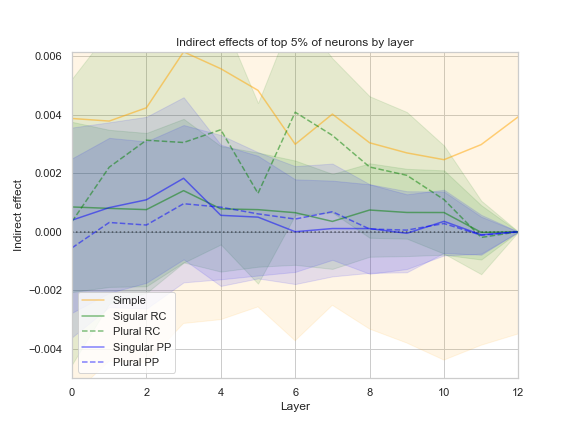 Indirect effects of top 5% of neurons by layer
0.006
0.004
0.002
0.000
−0.002
−0.004
Indirect effect
Simple
Sigular RC
Plural RC
Singular PP
Plural PP
0 2 4 6 8 10 12
Layer